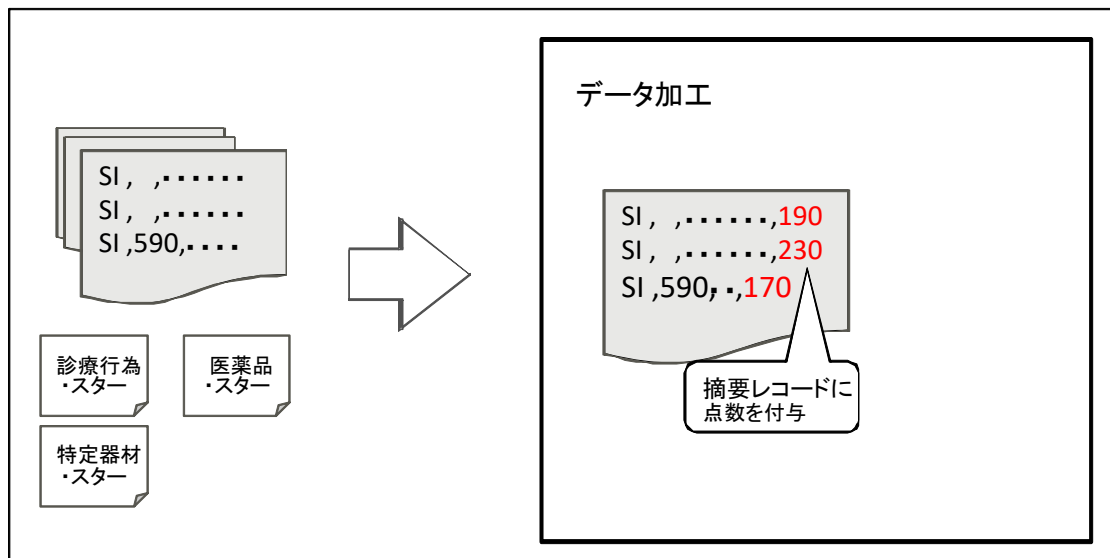 データ加工
SI, ,・・・・・・
SI, ,・・・・・・
SI,590,・・・・
SI, ,・・・・・・,190
SI, ,・・・・・・,230
SI,590,・・,170
摘要レコードに
点数を付与
診療行為
・スター
医薬品
・スター
特定器材
・スター